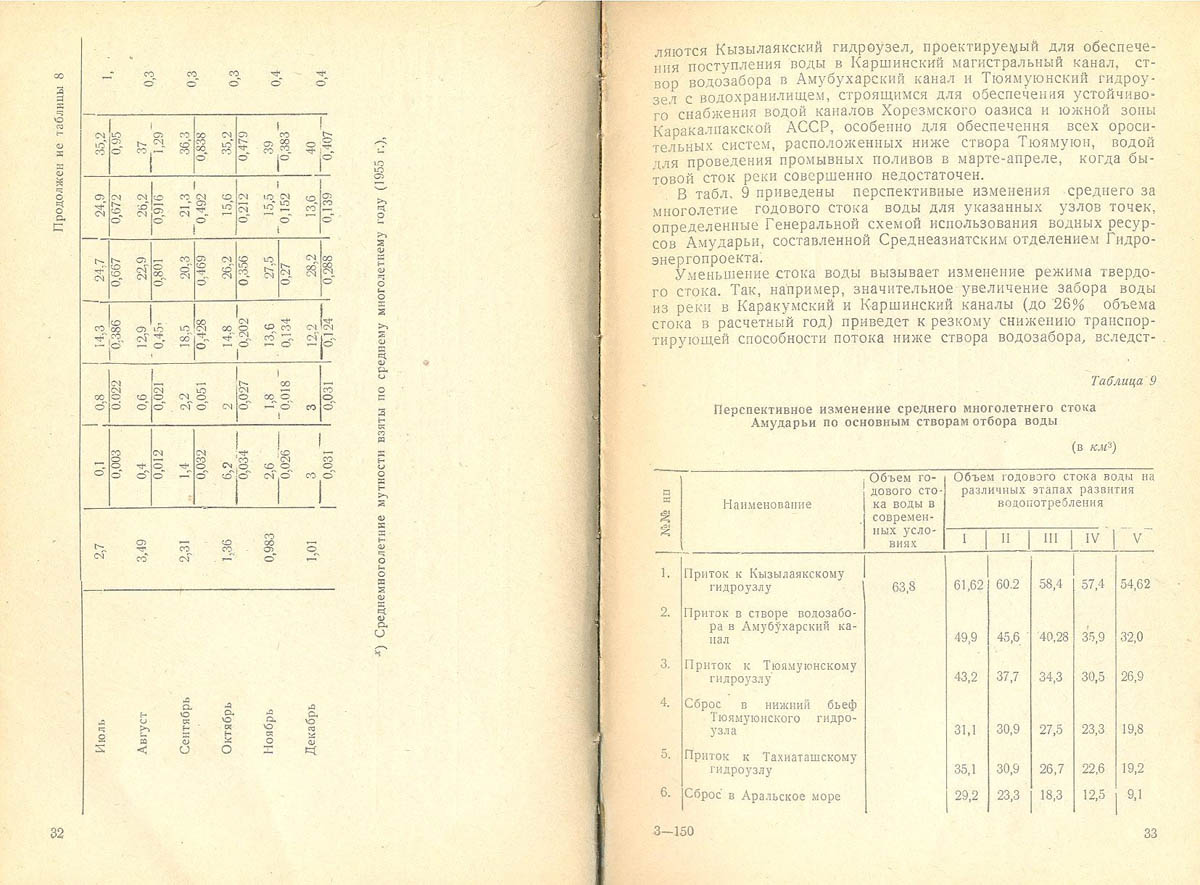 Продолжен не таблицы 8
Июль 2,7 0,1 0,8 14,3 24,7 24,9 35,2 1,
0,003 0.022 0,386 0,667 0,672 0,95
Август 3,49 0,4 0,6 12,9 22,9 26,2 37 0,3
0,012 0,021 0,45 0,801 0,916 1,29
Сентябрь 2,31 1,4 2,2 18,5 20,3 21,3 36,3 0,3
0,032 0,051 0,428 0,469 0,492 0,838
Октябрь 1,36 6,2 2 14,8 26,2 15,6 35,2 0,3
0,034 0,027 0,202 0,356 0,212 0,479
Ноябрь 0,983 2,6 1,8 13,6 27,5 15,5 39 0,4
0,026 0,018 0,134 0,27 0,152 0,383
Декабрь 1,01 3 3 12,2 28,2 13,6 40 0,4
0,031 0,031 0,124 0,288 0,139 0,407
х) Среднемноголетние мутности взяты по среднему многолетнему году (1955 г.),
32
ляются Кызылаякский гидроузел, проектируемый для обеспече-
ния поступления воды в Каршинский магистральный канал, ст-
вор водозабора в Амубухарский канал и Тюямуюнский гидроу-
зел с водохранилищем, строящимся для обеспечения устойчиво-
го снабжения водой каналов Хорезмского оазиса и южной зоны
Каракалпакской АССР, особенно для обеспечения всех ороси-
тельных систем, расположенных ниже створа Тюямуюн, водой
для проведения промывных поливов в марте-апреле, когда бы-
товой сток реки совершенно недостаточен.
В табл. 9 приведены перспективные изменения среднего за
многолетие годового стока воды для указанных узлов точек,
определенные Генеральной схемой использования водных ресур-
сов Амударьи, составленной Среднеазиатским отделением Гидро-
энергопроекта.
Уменьшение стока воды вызывает изменение режима твердо-
го стока. Так, например, значительное увеличение забора воды
из реки в Каракумский и Каршинский каналы (до 26% объема
стока в расчетный год) приведет к резкому снижению транспор-
тирующей способности потока ниже створа водозабора, вследст-
Таблица 9
Перспективное изменение среднего многолетнего стока
Амударьи по основным створам отбора воды
(в км³)
№№ пп
Наименование
Объем го-
дового сто-
ка воды в
современ-
ных усло-
виях
Объем годового стока воды на
различных этапах развития
водопотребления
I II III IV V
1. Приток к Кызылаякскому
гидроузлу 63,8 61,62 60.2 58,4 57,4 54,62
2. Приток в створе водозабо-
ра в Амубухарский ка-
нал 49,9 45,6 40,28 35,9 32,0
3. Приток к Тюямуюнскому
гидроузлу 43,2 37,7 34,3 30,5 26,9
4. Сброс в нижний бьеф
Тюямуюнского гидро-
узла 31,1 30,9 27,5 23,3 19,8
5. Приток к Тахиаташскому
гидроузлу 35,1 30,9 26,7 22,6 19,2
6. Сброс в Аральское море 29,2 23,3 18,3 12,5 9,1
3—150
33